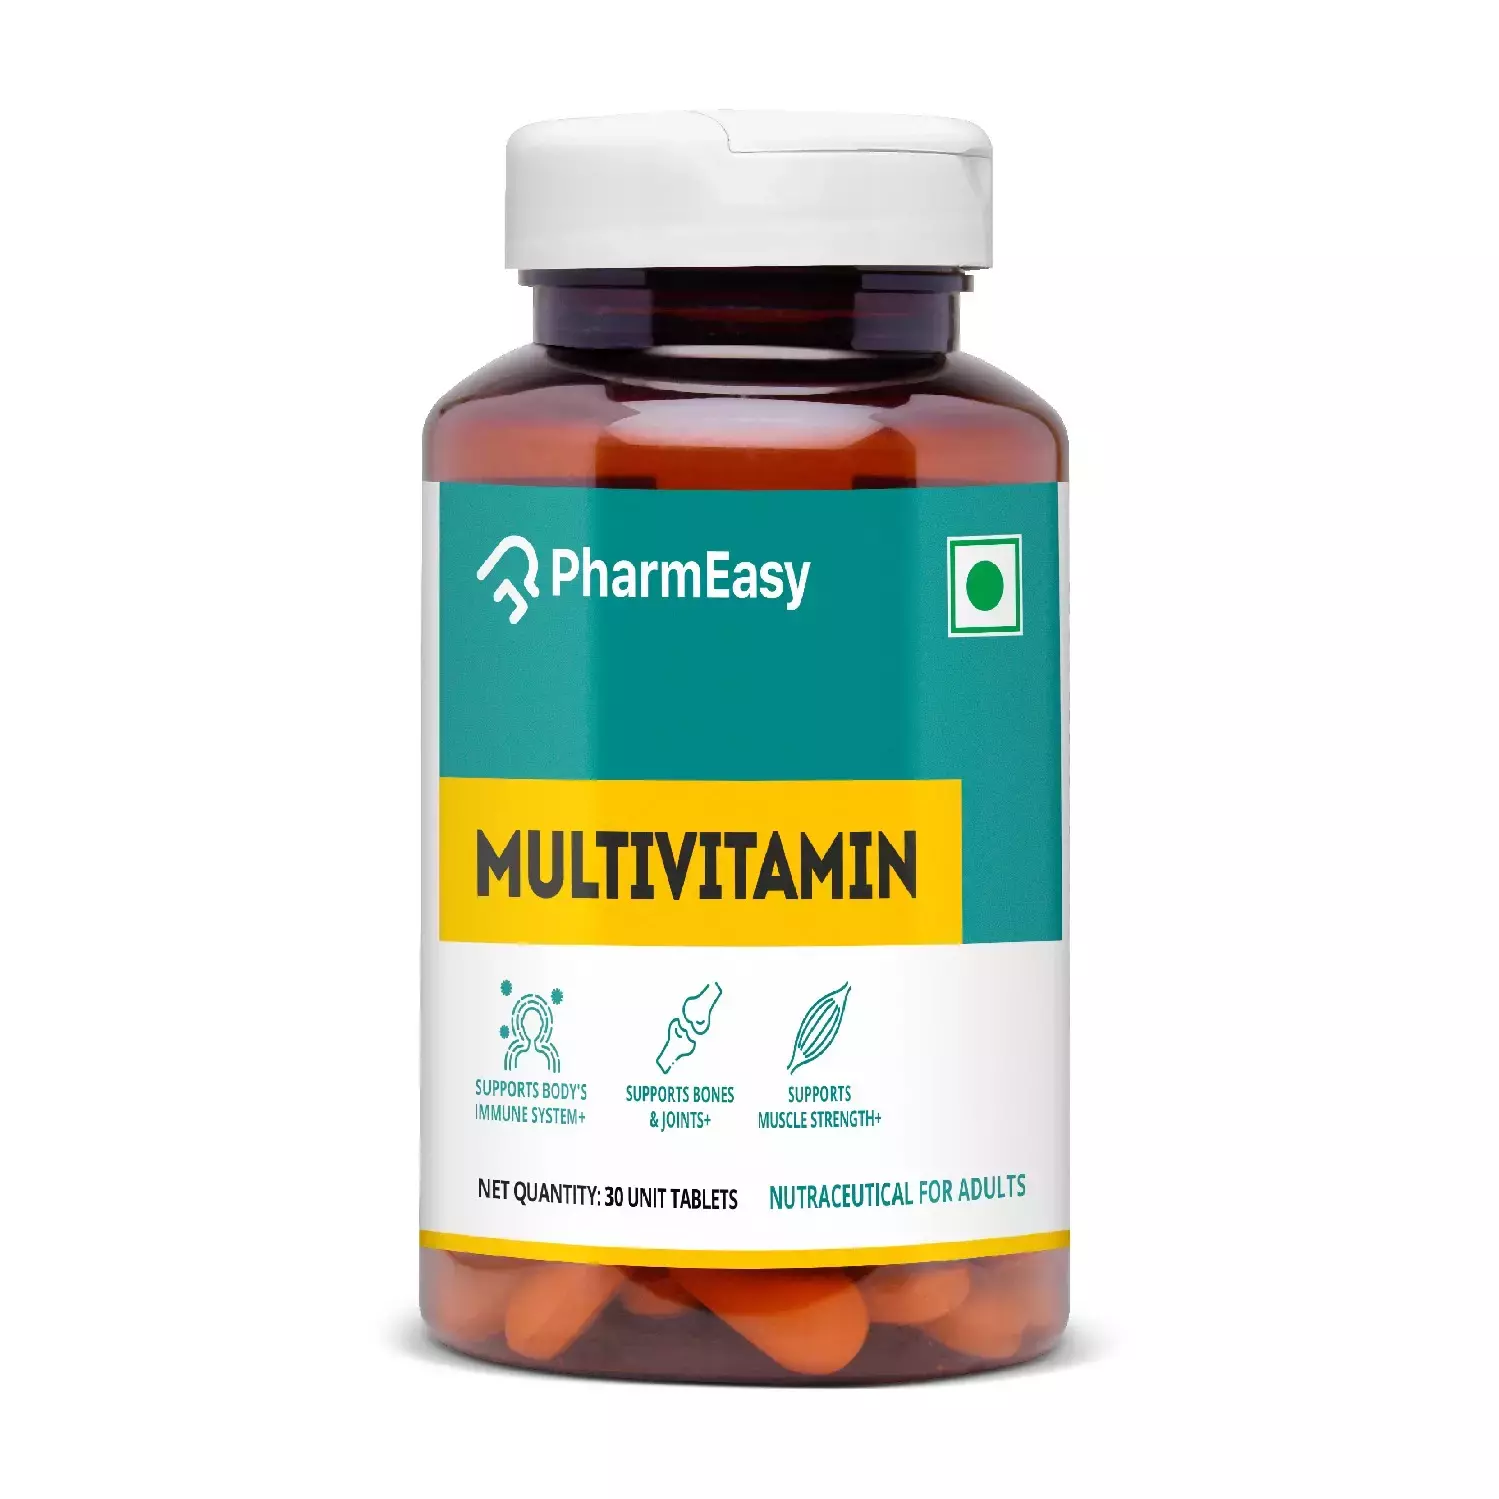 PharmEasy
MULTIVITAMIN
SUPPORTS BODY'S
IMMUNE SYSTEM+
SUPPORTS BONES
& JOINTS+
SUPPORTS
MUSCLE STRENGTH+
NET QUANTITY: 30 UNIT TABLETS
NUTRACEUTICAL FOR ADULTS